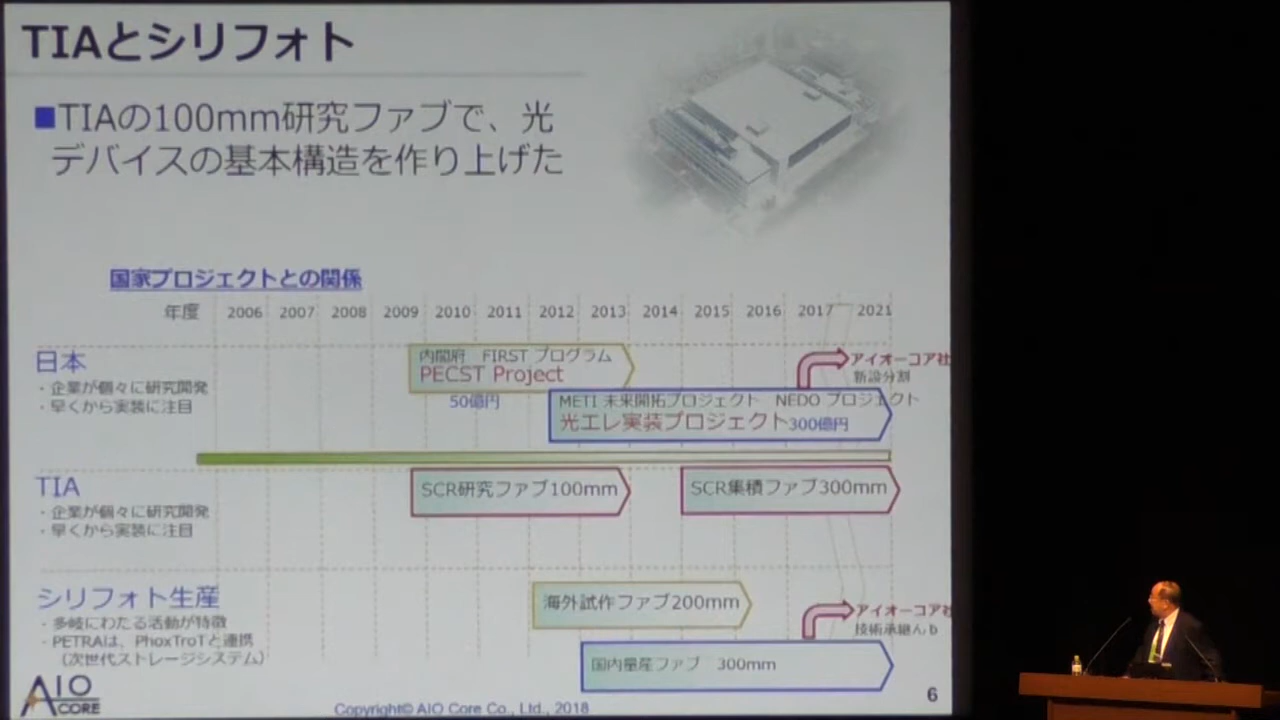 TIAとシリフォト
■TIAの100mm研究ファブで、光
デバイスの基本構造を作り上げた
国家プロジェクトとの関係
年度 2006 2007 2008 2009 2010 2011 2012 2013 2014 2015 2016 2017 2021
日本
・企業が個々に研究開発
・早くから実装に注目
内閣府 FIRST プログラム
PECST Project
50億円
METI 未来開拓プロジェクト NEDO プロジェクト
光エレ実装プロジェクト300億円
アイオーコア社
新設分割
TIA
・企業が個々に研究開発
・早くから実装に注目
SCR研究ファブ100mm
SCR集積ファブ300mm
シリフォト生産
・多岐にわたる活動が特徴
・PETRAは、PhoxTroTと連携
（次世代ストレージシステム）
海外試作ファブ200mm
国内量産ファブ 300mm
アイオーコア社
技術承継んb
AIO
CORE
Copyright© AIO Core Co., Ltd., 2018
6